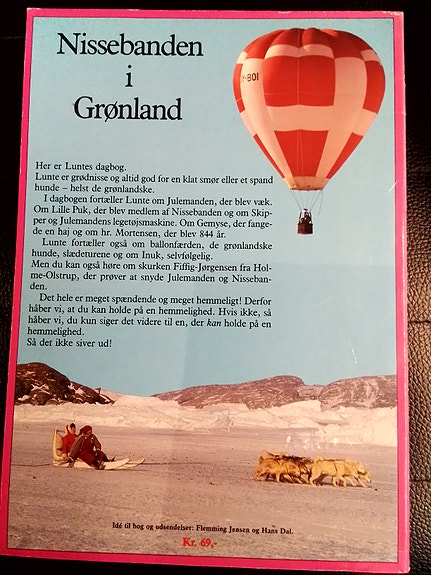 Nissebanden
i
Grønland
Y-BOI
Her er Luntes dagbog.
Lunte er grødnisse og altid god for en klat smør eller et spand
hunde – helst de grønlandske.
I dagbogen fortæller Lunte om Julemanden, der blev væk.
Om Lille Puk, der blev medlem af Nissebanden og om Skip-
per og Julemandens legetøjsmaskine. Om Gemyse, der fange-
de en haj og om hr. Mortensen, der blev 844 år.
Lunte fortæller også om ballonfærden, de grønlandske
hunde, slædeturene og om Inuk, selvfølgelig.
Men du kan også høre om skurken Fiffig-Jørgensen fra Hol-
me-Olstrup, der prøver at snyde Julemanden og Nisseban-
den.
Det hele er meget spændende og meget hemmeligt! Derfor
håber vi, at du kan holde på en hemmelighed. Hvis ikke, så
håber vi, du kun siger det videre til en, der kan holde på en
hemmelighed.
Så det ikke siver ud!
Idé til bog og udsendelser: Flemming Jensen og Hans Dal.
Kr. 69,-